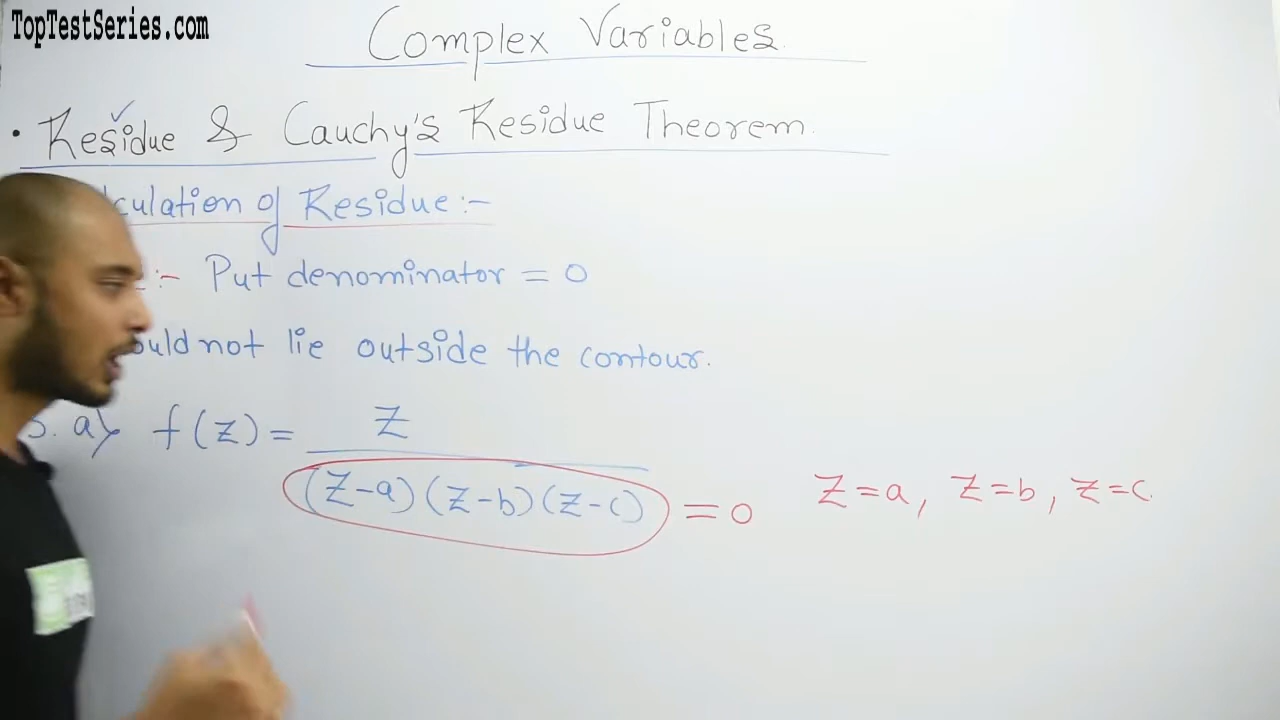 TopTestSeries.com
Complex Variables.
• Residue & Cauchy's Residue Theorem.
culation of Residue :-
:- Put denominator = 0
ould not lie outside the contour.
a) f(z) = z
(z-a)(z-b)(z-c) = 0 z=a, z=b, z=c.